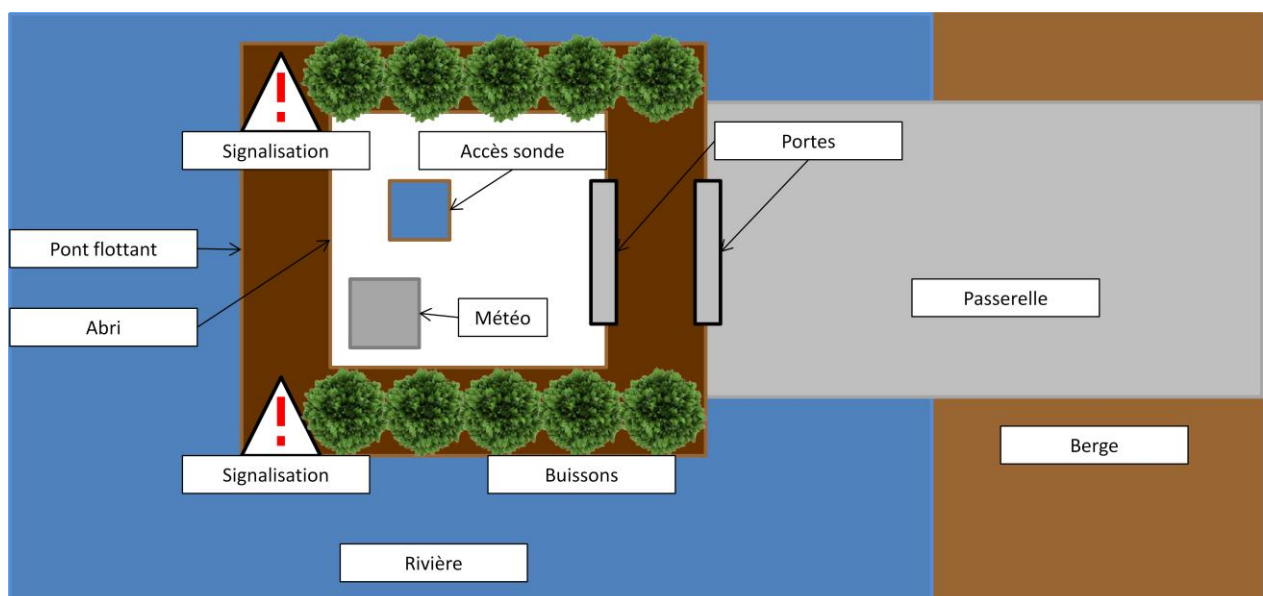 Signalisation
Accès sonde
Portes
Pont flottant
Passerelle
Abri
Météo
Berge
Signalisation
Buissons
Rivière